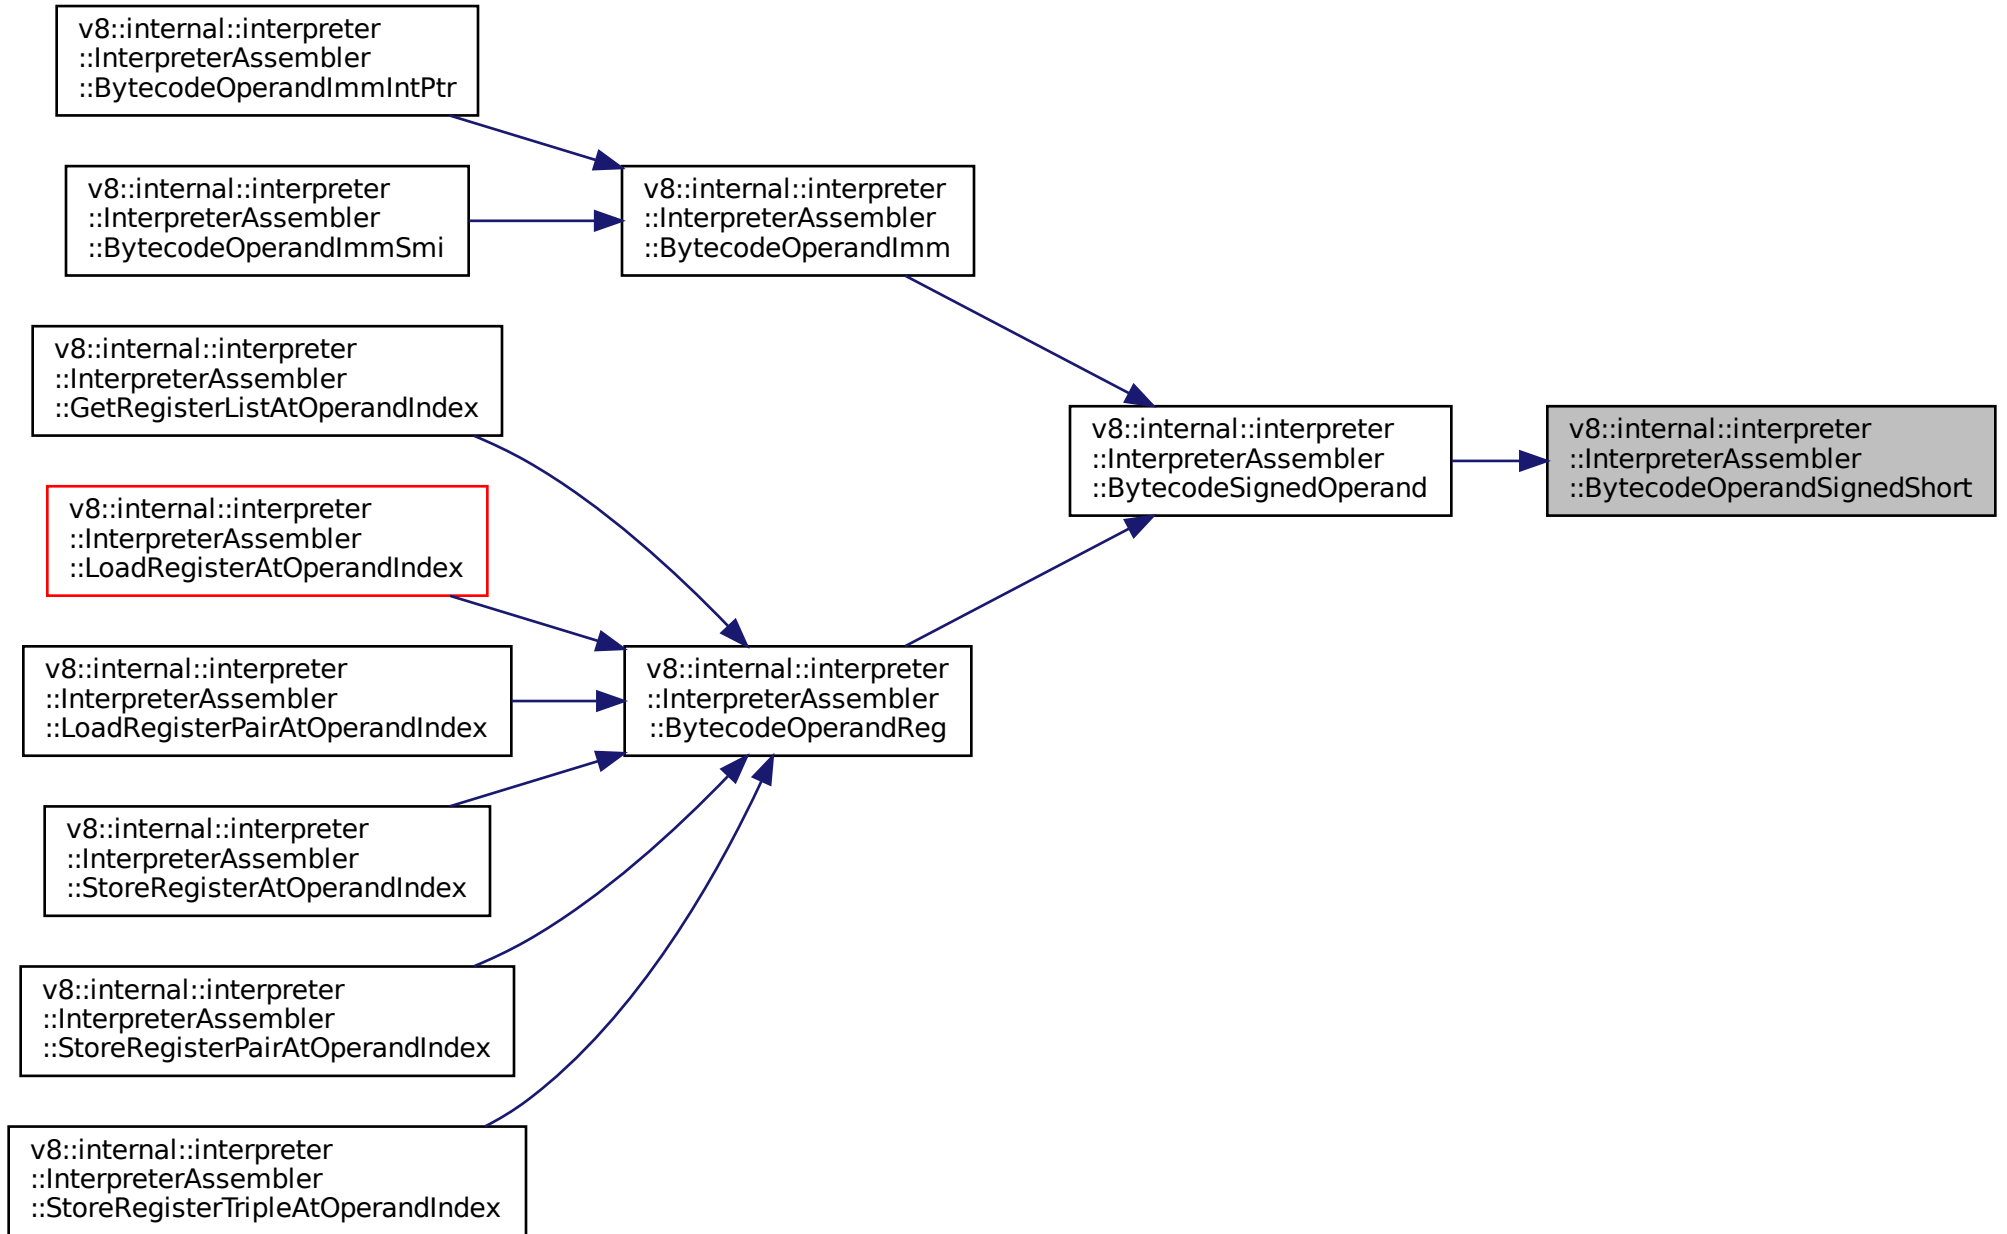 v8::internal::interpreter
::InterpreterAssembler
::BytecodeOperandImmIntPtr
v8::internal::interpreter
::InterpreterAssembler
::BytecodeOperandImmSmi
v8::internal::interpreter
::InterpreterAssembler
::BytecodeOperandImm
v8::internal::interpreter
::InterpreterAssembler
::GetRegisterListAtOperandIndex
v8::internal::interpreter
::InterpreterAssembler
::BytecodeSignedOperand
v8::internal::interpreter
::InterpreterAssembler
::BytecodeOperandSignedShort
v8::internal::interpreter
::InterpreterAssembler
::LoadRegisterAtOperandIndex
v8::internal::interpreter
::InterpreterAssembler
::LoadRegisterPairAtOperandIndex
v8::internal::interpreter
::InterpreterAssembler
::BytecodeOperandReg
v8::internal::interpreter
::InterpreterAssembler
::StoreRegisterAtOperandIndex
v8::internal::interpreter
::InterpreterAssembler
::StoreRegisterPairAtOperandIndex
v8::internal::interpreter
::InterpreterAssembler
::StoreRegisterTripleAtOperandIndex